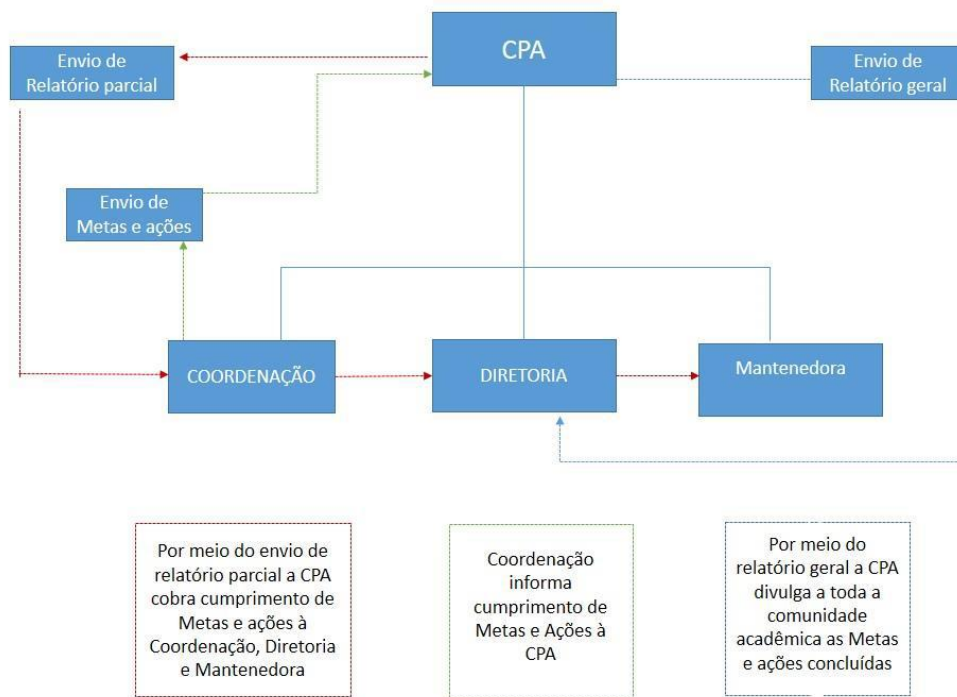 CPA
Envio de
Relatório parcial
Envio de
Relatório geral
Envio de
Metas e ações
COORDENAÇÃO
DIRETORIA
Mantenedora
Por meio do envio de
relatório parcial a CPA
cobra cumprimento de
Metas e ações à
Coordenação, Diretoria
e Mantenedora
Coordenação
informa
cumprimento de
Metas e Ações à
CPA
Por meio do
relatório geral a CPA
divulga a toda a
comunidade
acadêmica as Metas
e ações concluídas